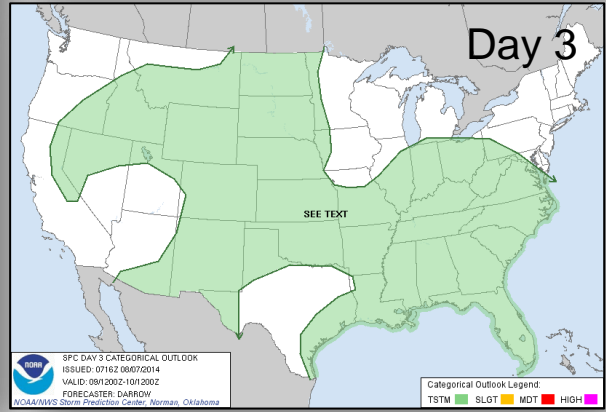 Day 3
SEE TEXT
NOAA
SPC DAY 3 CATEGORICAL OUTLOOK
ISSUED: 0716Z 08/07/2014
VALID: 09/1200Z-10/1200Z
FORECASTER: DARROW
NOAA/NWS Storm Prediction Center, Norman, Oklahoma
Categorical Outlook Legend:
TSTM SLGT MDT HIGH